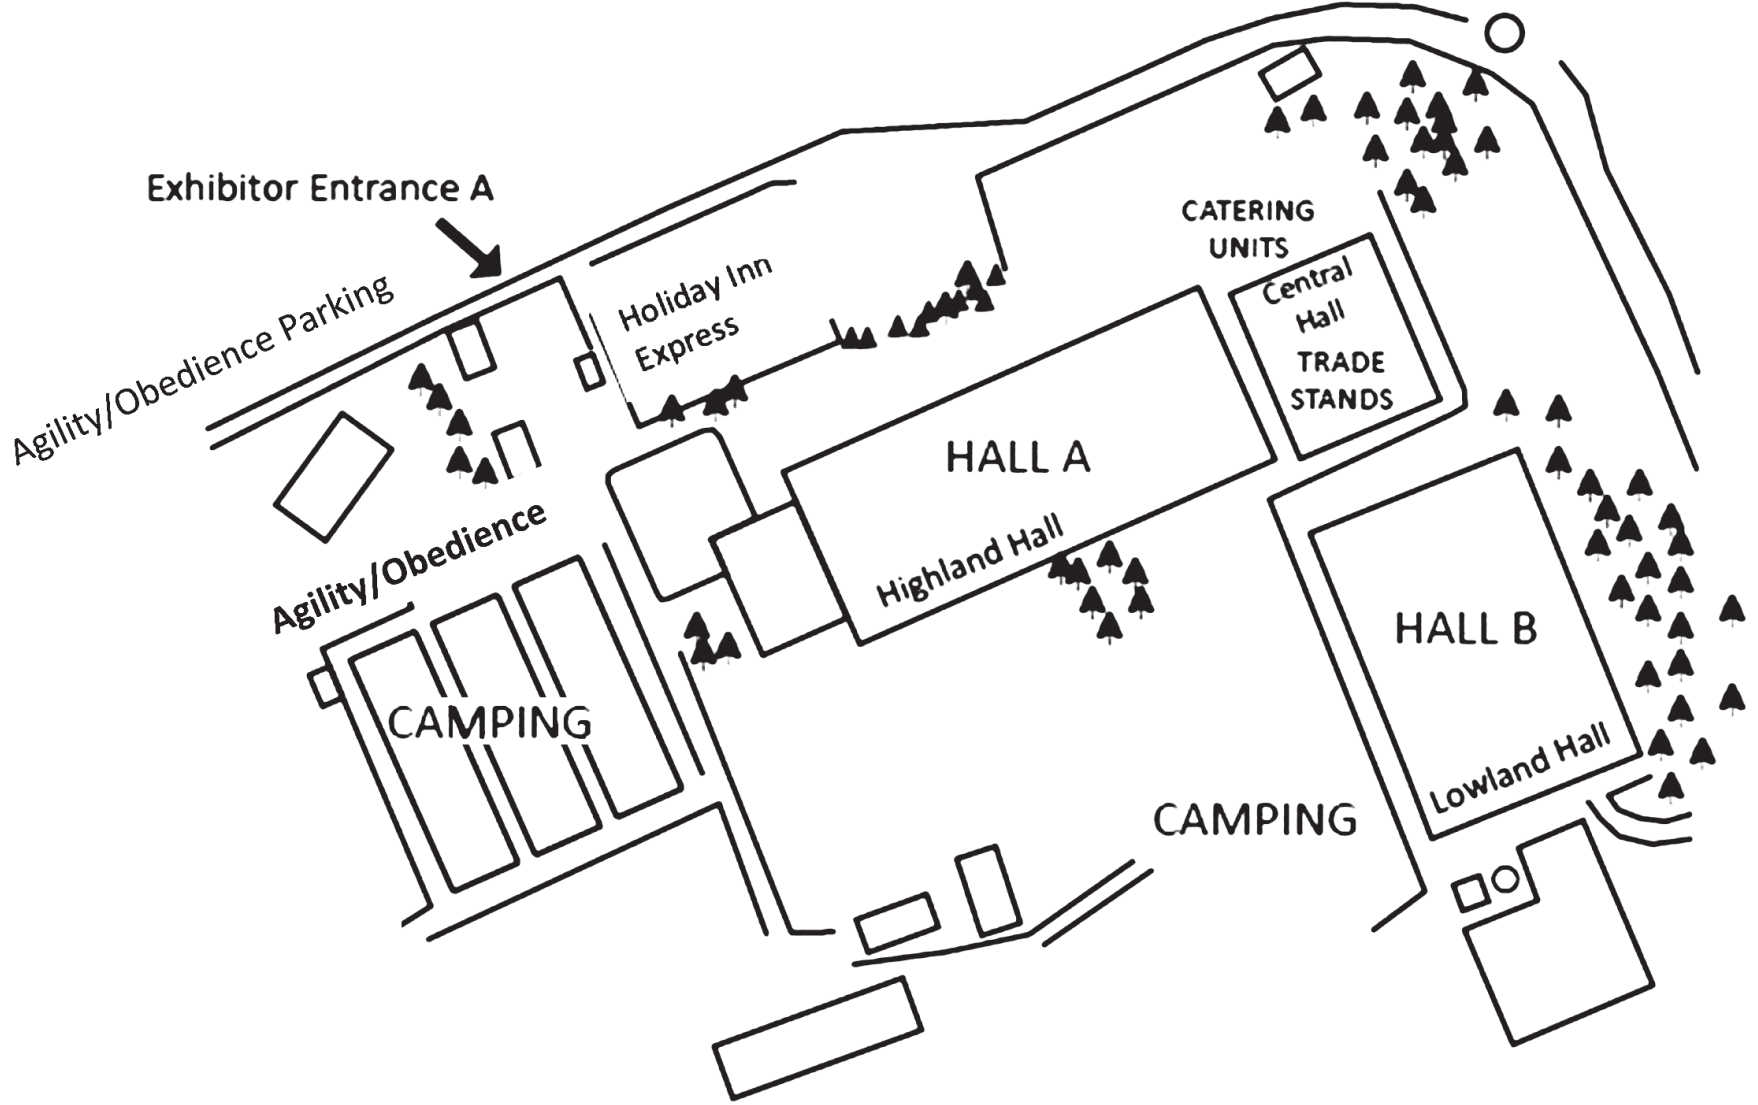 Exhibitor Entrance A
Agility/Obedience Parking
Holiday Inn
Express
CATERING
UNITS
Central
Hall
TRADE
STANDS
HALL A
Highland Hall
Agility/Obedience
CAMPING
HALL B
Lowland Hall
CAMPING